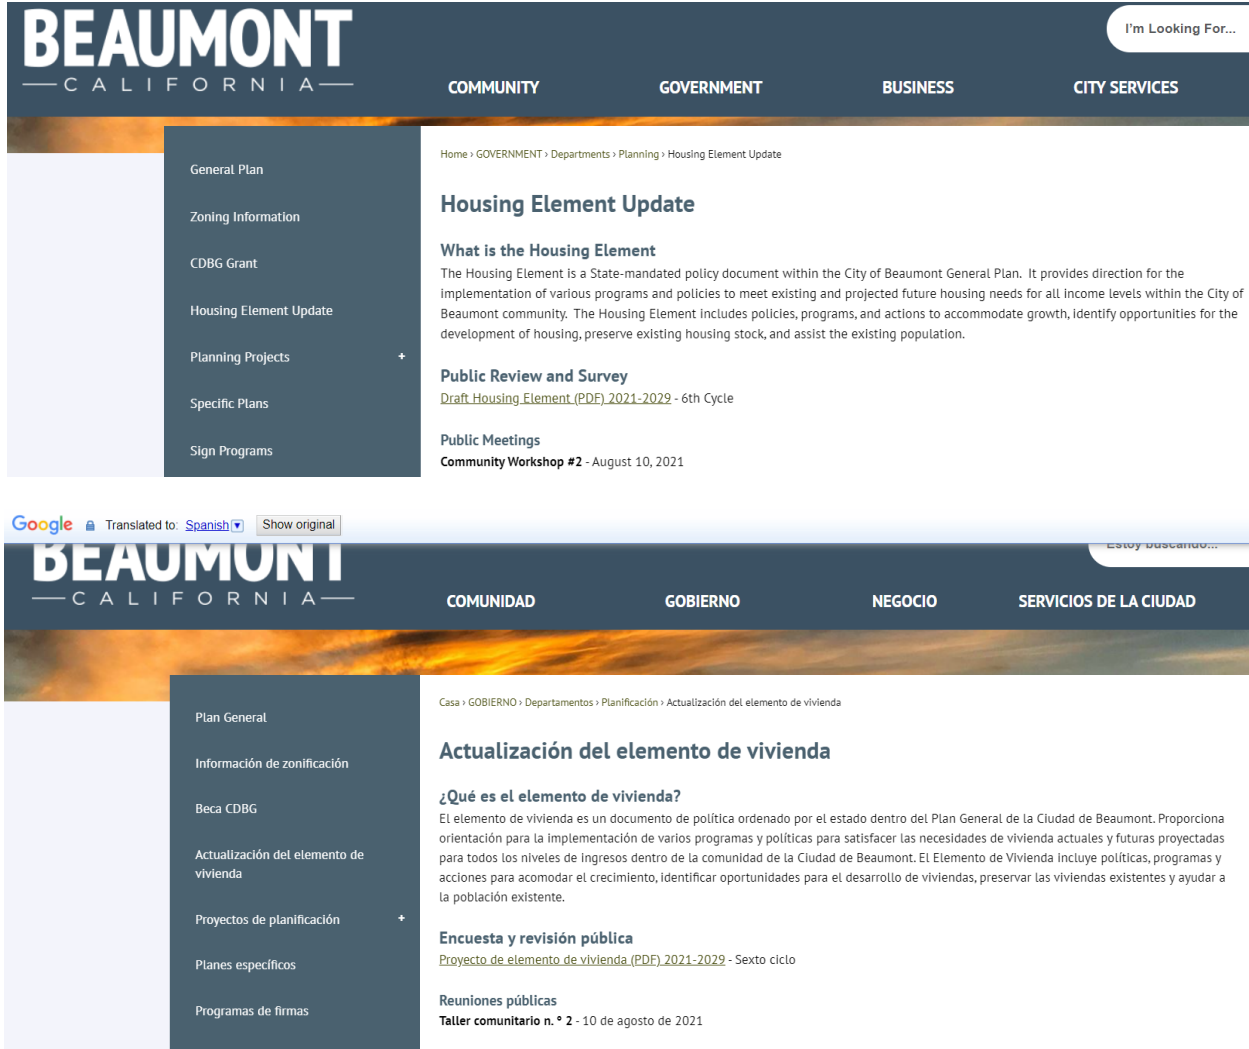 BEAUMONT
CALIFORNIA
I'm Looking For...
COMMUNITY
GOVERNMENT
BUSINESS
CITY SERVICES
General Plan
Zoning Information
CDBG Grant
Housing Element Update
Planning Projects +
Specific Plans
Sign Programs
Home › GOVERNMENT › Departments › Planning › Housing Element Update
Housing Element Update
What is the Housing Element
The Housing Element is a State-mandated policy document within the City of Beaumont General Plan. It provides direction for the
implementation of various programs and policies to meet existing and projected future housing needs for all income levels within the City of
Beaumont community. The Housing Element includes policies, programs, and actions to accommodate growth, identify opportunities for the
development of housing, preserve existing housing stock, and assist the existing population.
Public Review and Survey
Draft Housing Element (PDF) 2021-2029 - 6th Cycle
Public Meetings
Community Workshop #2 - August 10, 2021
Google Translated to: Spanish Show original
BEAUMONT
CALIFORNIA
Estoy buscando...
COMUNIDAD
GOBIERNO
NEGOCIO
SERVICIOS DE LA CIUDAD
Plan General
Información de zonificación
Beca CDBG
Actualización del elemento de
vivienda
Proyectos de planificación +
Planes específicos
Programas de firmas
Casa › GOBIERNO › Departamentos › Planificación › Actualización del elemento de vivienda
Actualización del elemento de vivienda
¿Qué es el elemento de vivienda?
El elemento de vivienda es un documento de política ordenado por el estado dentro del Plan General de la Ciudad de Beaumont. Proporciona
orientación para la implementación de varios programas y políticas para satisfacer las necesidades de vivienda actuales y futuras proyectadas
para todos los niveles de ingresos dentro de la comunidad de la Ciudad de Beaumont. El Elemento de Vivienda incluye políticas, programas y
acciones para acomodar el crecimiento, identificar oportunidades para el desarrollo de viviendas, preservar las viviendas existentes y ayudar a
la población existente.
Encuesta y revisión pública
Proyecto de elemento de vivienda (PDF) 2021-2029 - Sexto ciclo
Reuniones públicas
Taller comunitario n. ° 2 - 10 de agosto de 2021